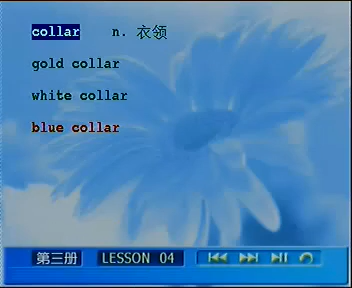 collar n. 衣领
gold collar
white collar
blue collar
第三册 LESSON 04